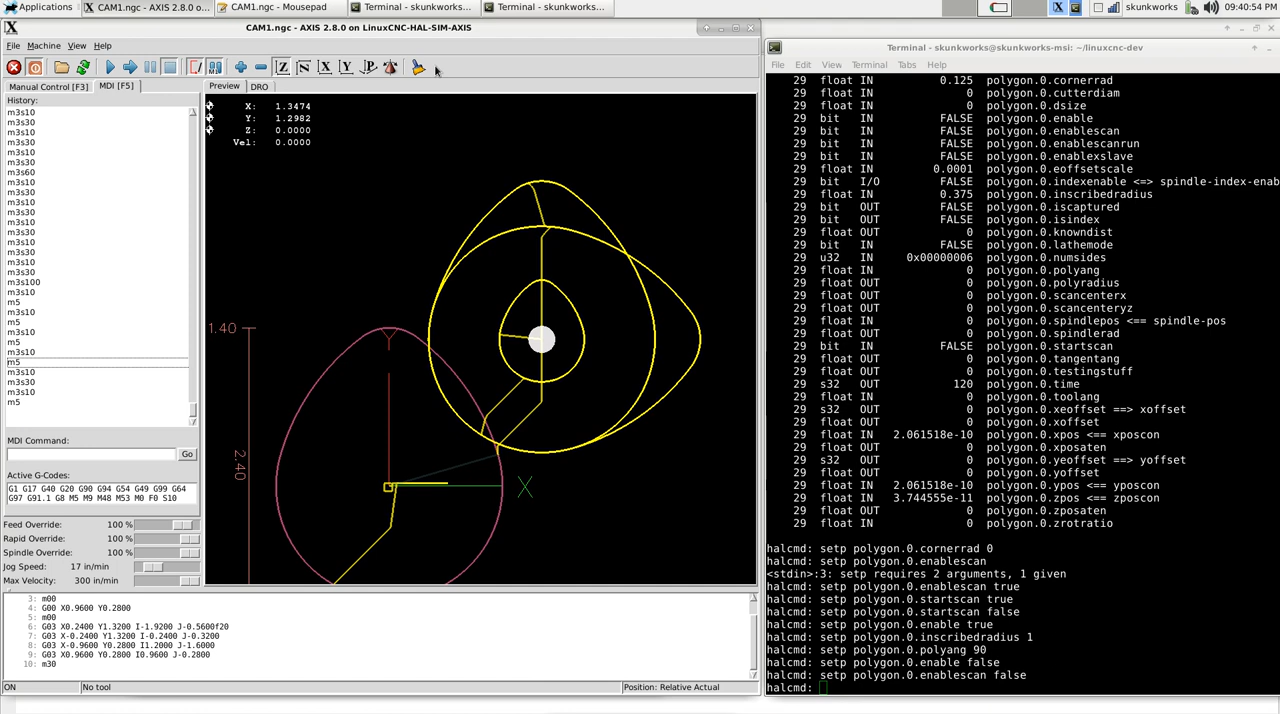 Applications
CAM1.ngc - AXIS 2.8.0 o...
CAM1.ngc - Mousepad
Terminal - skunkworks@s...
Terminal - skunkworks@s...
skunkworks
09:40:54
CAM1.ngc - AXIS 2.8.0 on LinuxCNC-HAL-SIM-AXIS
File Machine View Help
Manual Control [F3] MDI [F5]
Preview DRO
History:
m3s10
m3s30
m3s10
m3s30
m3s10
m3s30
m3s60
m3s10
m3s30
m3s10
m3s30
m3s10
m3s30
m3s10
m3s30
m3s10
m3s30
m3s100
m3s10
m5
m3s10
m5
m3s10
m5
m3s10
m5
m3s10
m3s30
m3s10
m5
MDI Command:
Go
Active G-Codes:
G1 G17 G40 G20 G90 G94 G54 G49 G99 G64
G97 G91.1 G8 M5 M9 M48 M53 M0 F0 S10
Feed Override: 100 %
Rapid Override: 100 %
Spindle Override: 100 %
Jog Speed: 17 in/min
Max Velocity: 300 in/min
X: 1.3474
Y: 1.2982
Z: 0.0000
Vel: 0.0000
1.40
2.40
X
3: m00
4: G00 X0.9600 Y0.2800
5: m00
6: G03 X0.2400 Y1.3200 I-1.9200 J-0.5600f20
7: G03 X-0.2400 Y1.3200 I-0.2400 J-0.3200
8: G03 X-0.9600 Y0.2800 I1.2000 J-1.6000
9: G03 X0.9600 Y0.2800 I0.9600 J-0.2800
10: m30
ON No tool Position: Relative Actual
Terminal - skunkworks@skunkworks-msi: ~/linuxcnc-dev
File Edit View Terminal Tabs Help
29 float IN 0.125 polygon.0.cornerrad
29 float IN 0 polygon.0.cutterdiam
29 float IN 0 polygon.0.dsize
29 bit IN FALSE polygon.0.enable
29 bit IN FALSE polygon.0.enablescan
29 bit IN FALSE polygon.0.enablescanrun
29 bit IN FALSE polygon.0.enablexslave
29 float IN 0.0001 polygon.0.eoffsetscale
29 bit I/O FALSE polygon.0.indexenable <=> spindle-index-enab
29 float IN 0.375 polygon.0.inscribedradius
29 bit OUT FALSE polygon.0.iscaptured
29 bit OUT FALSE polygon.0.isindex
29 float OUT 0 polygon.0.knowndist
29 bit IN FALSE polygon.0.lathemode
29 u32 IN 0x00000006 polygon.0.numsides
29 float IN 0 polygon.0.polyang
29 float OUT 0 polygon.0.polyradius
29 float OUT 0 polygon.0.scancenterx
29 float OUT 0 polygon.0.scancenteryz
29 float IN 0 polygon.0.spindlepos <== spindle-pos
29 float OUT 0 polygon.0.spindlerad
29 bit IN FALSE polygon.0.startscan
29 float OUT 0 polygon.0.tangentang
29 float OUT 0 polygon.0.testingstuff
29 s32 OUT 120 polygon.0.time
29 float IN 0 polygon.0.toolang
29 s32 OUT 0 polygon.0.xeoffset ==> xoffset
29 float OUT 0 polygon.0.xoffset
29 float IN 2.061518e-10 polygon.0.xpos <== xposcon
29 float OUT 0 polygon.0.xposaten
29 s32 OUT 0 polygon.0.yeoffset ==> yoffset
29 float OUT 0 polygon.0.yoffset
29 float IN 2.061518e-10 polygon.0.ypos <== yposcon
29 float IN 3.744555e-11 polygon.0.zpos <== zposcon
29 float OUT 0 polygon.0.zposaten
29 float IN 0 polygon.0.zrotratio
halcmd: setp polygon.0.cornerrad 0
halcmd: setp polygon.0.enablescan
<stdin>:3: setp requires 2 arguments, 1 given
halcmd: setp polygon.0.enablescan true
halcmd: setp polygon.0.startscan true
halcmd: setp polygon.0.startscan false
halcmd: setp polygon.0.enable true
halcmd: setp polygon.0.inscribedradius 1
halcmd: setp polygon.0.polyang 90
halcmd: setp polygon.0.enable false
halcmd: setp polygon.0.enablescan false
halcmd: